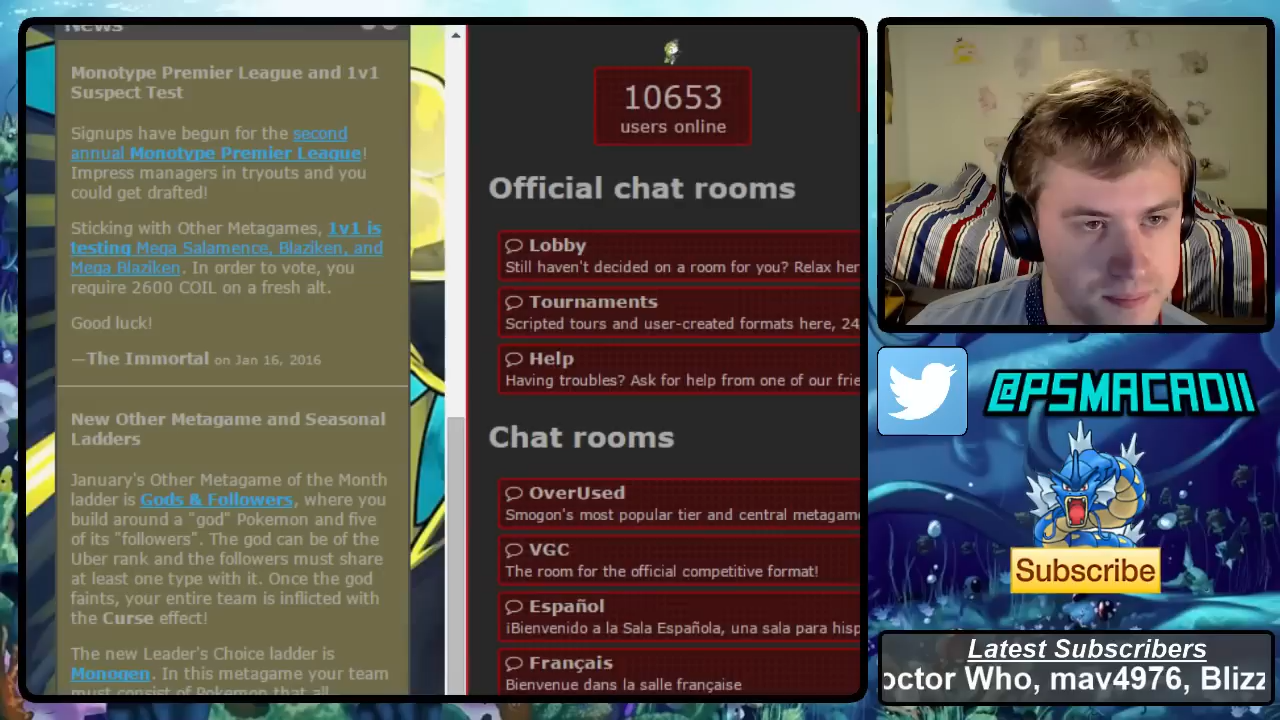 News
Monotype Premier League and 1v1
Suspect Test
Signups have begun for the second
annual Monotype Premier League!
Impress managers in tryouts and you
could get drafted!
Sticking with Other Metagames, 1v1 is
testing Mega Salamence, Blaziken, and
Mega Blaziken. In order to vote, you
require 2600 COIL on a fresh alt.
Good luck!
—The Immortal on Jan 16, 2016
New Other Metagame and Seasonal
Ladders
January's Other Metagame of the Month
ladder is Gods & Followers, where you
build around a "god" Pokemon and five
of its "followers". The god can be of the
Uber rank and the followers must share
at least one type with it. Once the god
faints, your entire team is inflicted with
the Curse effect!
The new Leader's Choice ladder is
Monogen. In this metagame your team
must consist of Pokemon that all
10653
users online
Official chat rooms
Lobby
Still haven't decided on a room for you? Relax her
Tournaments
Scripted tours and user-created formats here, 24
Help
Having troubles? Ask for help from one of our frie
Chat rooms
OverUsed
Smogon's most popular tier and central metagame
VGC
The room for the official competitive format!
Español
¡Bienvenido a la Sala Española, una sala para hisp
Français
Bienvenue dans la salle française
@PSMACADII
Subscribe
Latest Subscribers
octor Who, mav4976, Blizz